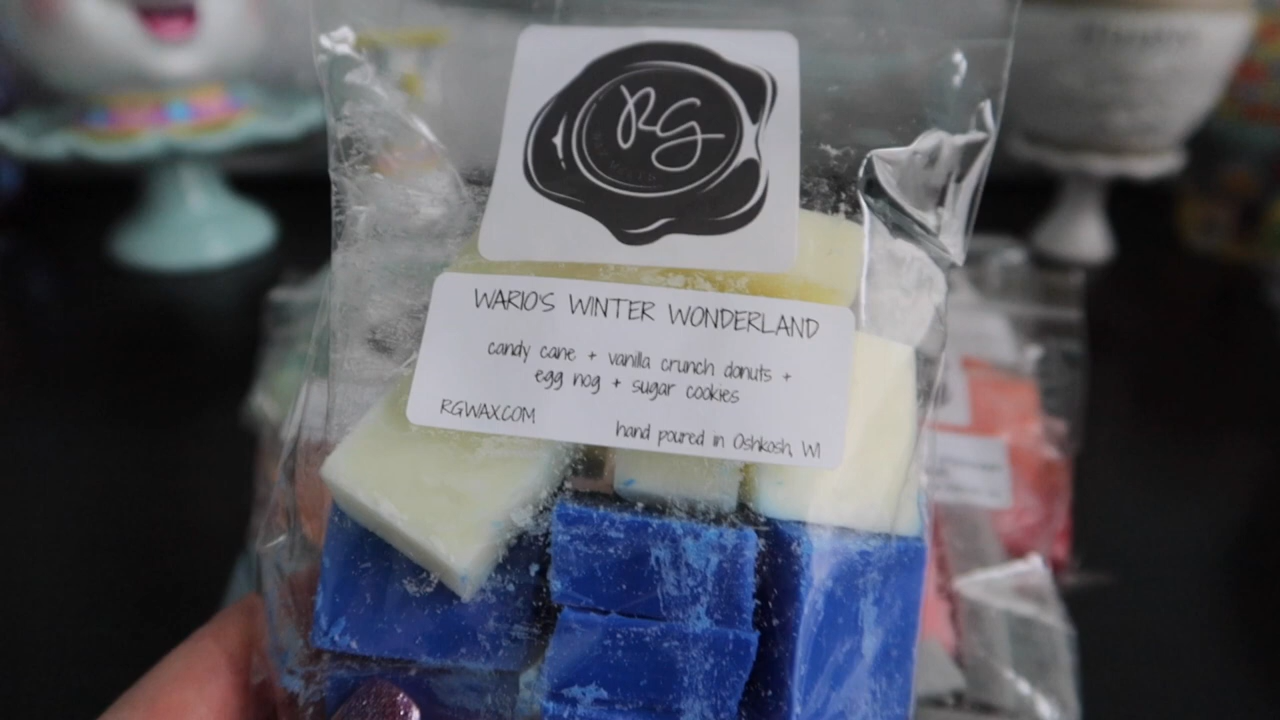 RG
WARIO'S WINTER WONDERLAND
candy cane + vanilla crunch donuts +
egg nog + sugar cookies
RGWAX.COM
hand poured in Oshkosh, WI